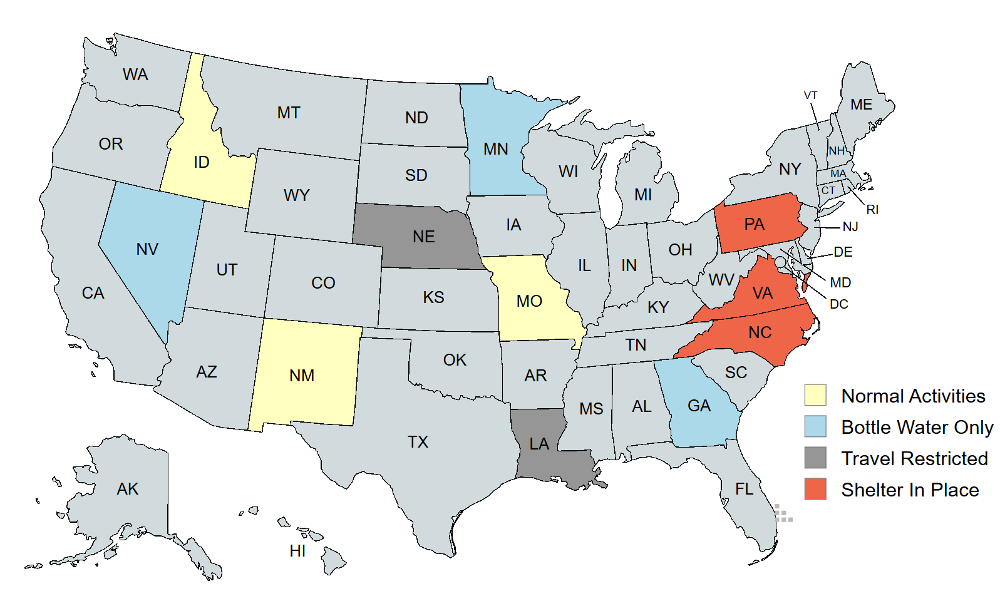 WA
MT
ND
MN
VT
ME
OR
ID
SD
WI
NY
NH
MA
WY
MI
CT
RI
IA
PA
NJ
NE
NV
UT
CO
IL
IN
OH
DE
CA
KS
MO
KY
WV
VA
MD
DC
AZ
NM
OK
AR
TN
NC
SC
TX
LA
MS
AL
GA
FL
AK
HI
Normal Activities
Bottle Water Only
Travel Restricted
Shelter In Place